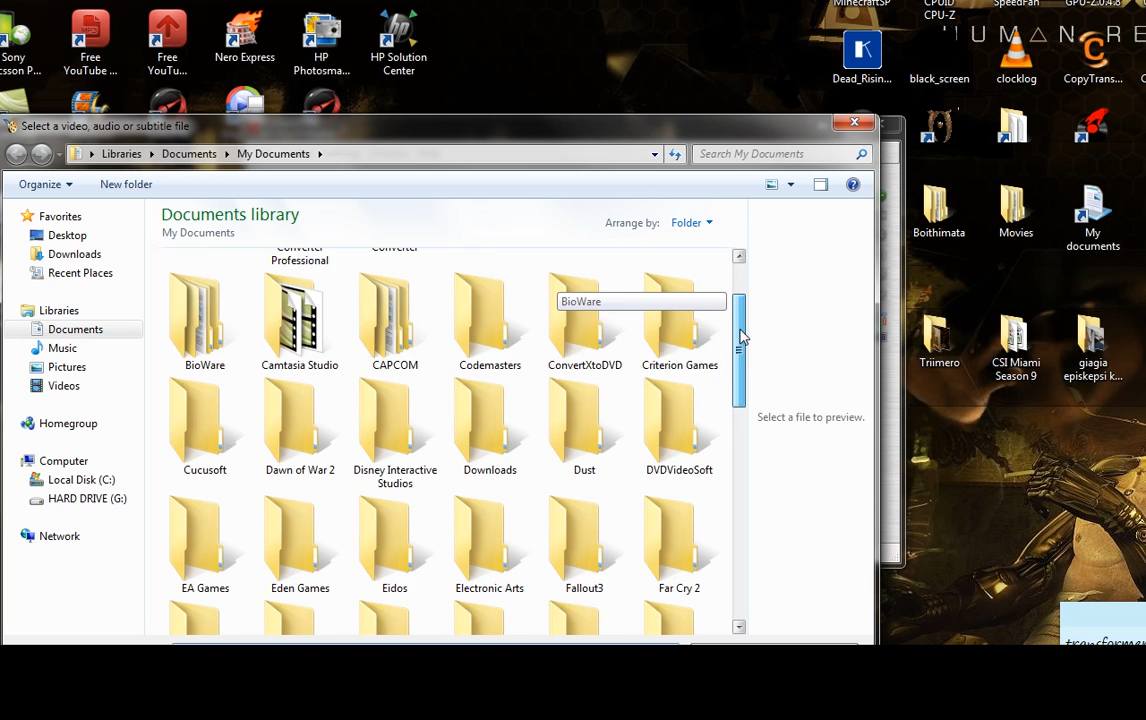 MinecraftSP
CPUID
CPU-Z
SpeedFan
GPU-Z.0.4.8
HUMAN RE
Sony
csson P...
Free
YouTube ...
Free
YouTu...
Nero Express
HP
Photosma...
HP Solution
Center
Dead_Risin...
black_screen
clocklog
CopyTrans...
Select a video, audio or subtitle file
Libraries
Documents
My Documents
Search My Documents
Organize
New folder
Favorites
Desktop
Downloads
Recent Places
Libraries
Documents
Music
Pictures
Videos
Homegroup
Computer
Local Disk (C:)
HARD DRIVE (G:)
Network
Documents library
My Documents
Arrange by:
Folder
Converter
Professional
Converter
BioWare
BioWare
Camtasia Studio
CAPCOM
Codemasters
ConvertXtoDVD
Criterion Games
Cucusoft
Dawn of War 2
Disney Interactive
Studios
Downloads
Dust
DVDVideoSoft
EA Games
Eden Games
Eidos
Electronic Arts
Fallout3
Far Cry 2
Select a file to preview.
Boithimata
Movies
My
documents
Triimero
CSI Miami
Season 9
giagia
episkepsi k...
transformer